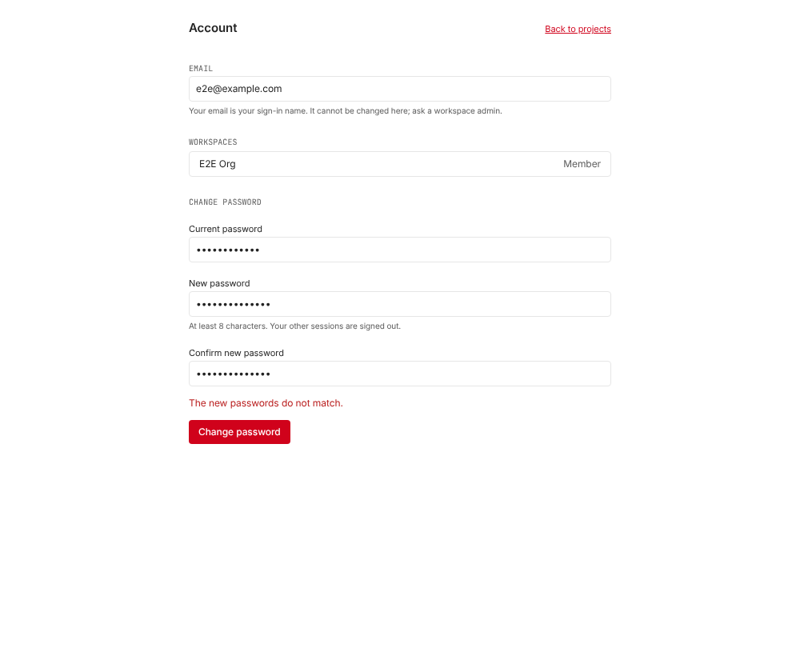 Account
Back to projects
EMAIL
e2e@example.com
Your email is your sign-in name. It cannot be changed here; ask a workspace admin.
WORKSPACES
E2E Org Member
CHANGE PASSWORD
Current password
••••••••••••
New password
••••••••••••••
At least 8 characters. Your other sessions are signed out.
Confirm new password
••••••••••••••
The new passwords do not match.
Change password